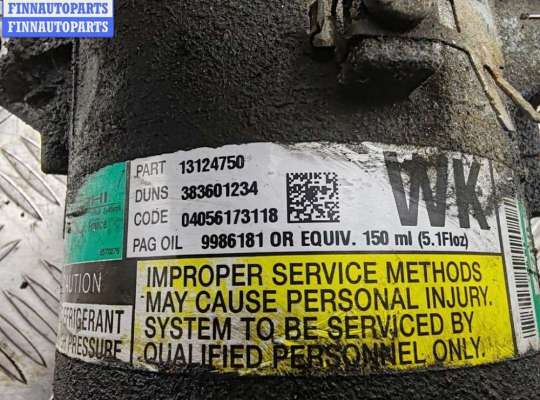 FINNAUTOPARTS
FINNAUTOPARTS
PART 13124750
DUNS 383601234
CODE 04056173118
PAG OIL 9986181 OR EQUIV. 150 ml (5.1Floz)
WK
CAUTION
REFRIGERANT
PRESSURE
IMPROPER SERVICE METHODS
MAY CAUSE PERSONAL INJURY.
SYSTEM TO BE SERVICED BY
QUALIFIED PERSONNEL ONLY.